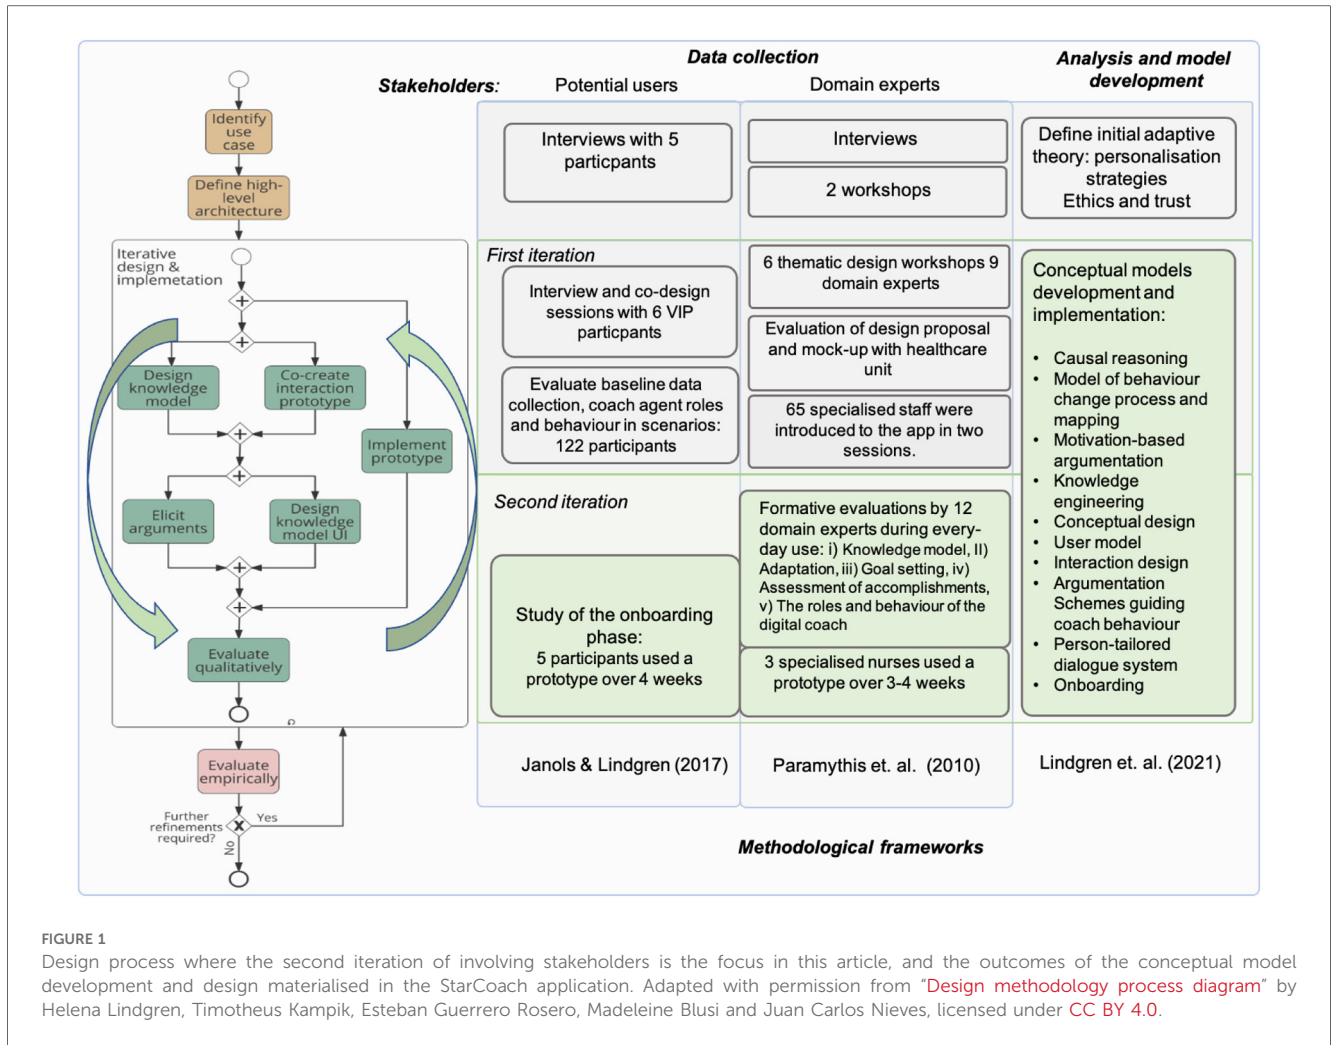 Data collection
Analysis and model
development
Stakeholders:
Potential users
Domain experts
Identify
use
case
Define high-
level
architecture
Iterative
design &
implemetation
Design
knowledge
model
Co-create
interaction
prototype
Implement
prototype
Elicit
arguments
Design
knowledge
model UI
Evaluate
qualitatively
Evaluate
empirically
Further
refinements
required?
Yes
No
Interviews with 5
particpants
Interviews
2 workshops
Define initial adaptive
theory: personalisation
strategies
Ethics and trust
First iteration
Interview and co-design
sessions with 6 VIP
particpants
Evaluate baseline data
collection, coach agent roles
and behaviour in scenarios:
122 participants
6 thematic design workshops 9
domain experts
Evaluation of design proposal
and mock-up with healthcare
unit
65 specialised staff were
introduced to the app in two
sessions.
Second iteration
Study of the onboarding
phase:
5 participants used a
prototype over 4 weeks
Formative evaluations by 12
domain experts during every-
day use: i) Knowledge model, II)
Adaptation, iii) Goal setting, iv)
Assessment of accomplishments,
v) The roles and behaviour of the
digital coach
3 specialised nurses used a
prototype over 3-4 weeks
Conceptual models
development and
implementation:
• Causal reasoning
• Model of behaviour
change process and
mapping
• Motivation-based
argumentation
• Knowledge
engineering
• Conceptual design
• User model
• Interaction design
• Argumentation
Schemes guiding
coach behaviour
• Person-tailored
dialogue system
• Onboarding
Janols & Lindgren (2017)
Paramythis et. al. (2010)
Lindgren et. al. (2021)
Methodological frameworks
FIGURE 1
Design process where the second iteration of involving stakeholders is the focus in this article, and the outcomes of the conceptual model
development and design materialised in the StarCoach application. Adapted with permission from “Design methodology process diagram” by
Helena Lindgren, Timotheus Kampik, Esteban Guerrero Rosero, Madeleine Blusi and Juan Carlos Nieves, licensed under CC BY 4.0.